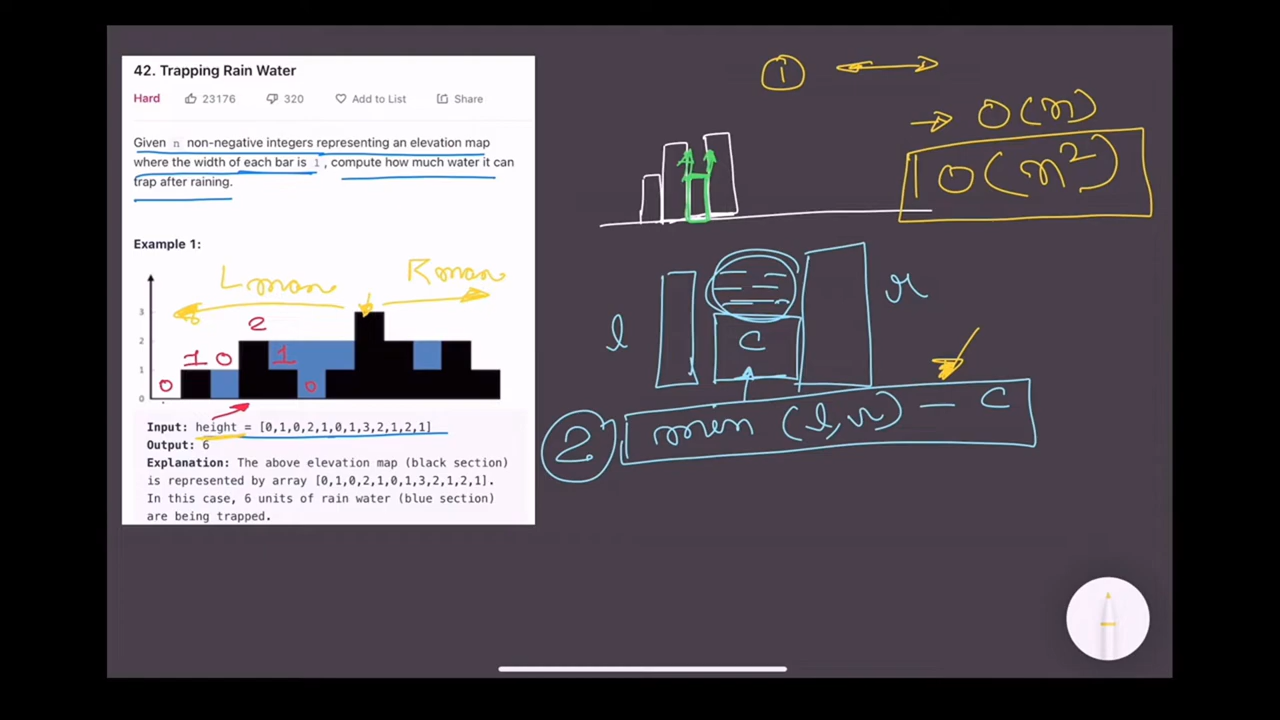 42. Trapping Rain Water
Hard 23176 320 Add to List Share
Given n non-negative integers representing an elevation map
where the width of each bar is 1 , compute how much water it can
trap after raining.
Example 1:
Lmax Rmax
3
2
1
0
0 1 0 2 1 0
Input: height = [0,1,0,2,1,0,1,3,2,1,2,1]
Output: 6
Explanation: The above elevation map (black section)
is represented by array [0,1,0,2,1,0,1,3,2,1,2,1].
In this case, 6 units of rain water (blue section)
are being trapped.
1
→ O(n)
O(n²)
l C r
2 min (l,r) - C